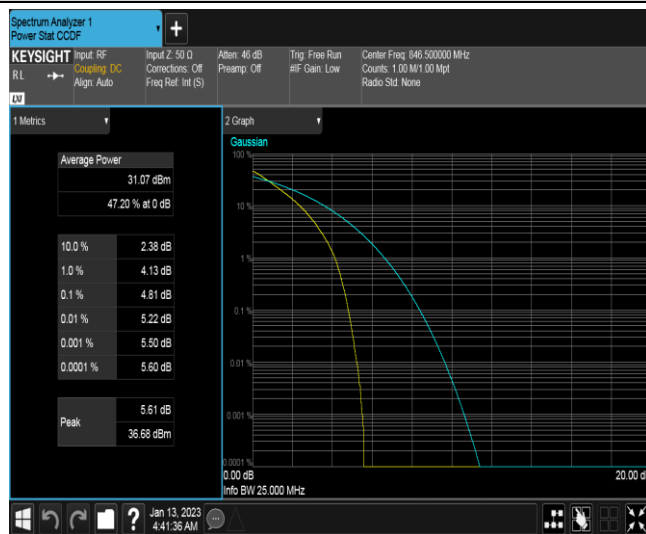 Spectrum Analyzer 1
Power Stat CCDF
+
KEYSIGHT
RL
Input: RF
Coupling: DC
Align: Auto
Input Z: 50 Ω
Corrections: Off
Freq Ref: Int (S)
Atten: 46 dB
Preamp: Off
Trig: Free Run
#IF Gain: Low
Center Freq: 846.500000 MHz
Counts: 1.00 M/1.00 Mpt
Radio Std: None
1 Metrics
Average Power
31.07 dBm
47.20 % at 0 dB
10.0 % 2.38 dB
1.0 % 4.13 dB
0.1 % 4.81 dB
0.01 % 5.22 dB
0.001 % 5.50 dB
0.0001 % 5.60 dB
Peak
5.61 dB
36.68 dBm
2 Graph
Gaussian
100 %
10 %
1 %
0.1 %
0.01 %
0.001 %
0.0001 %
0.00 dB
20.00 d
Info BW 25.000 MHz
?
Jan 13, 2023
4:41:36 AM